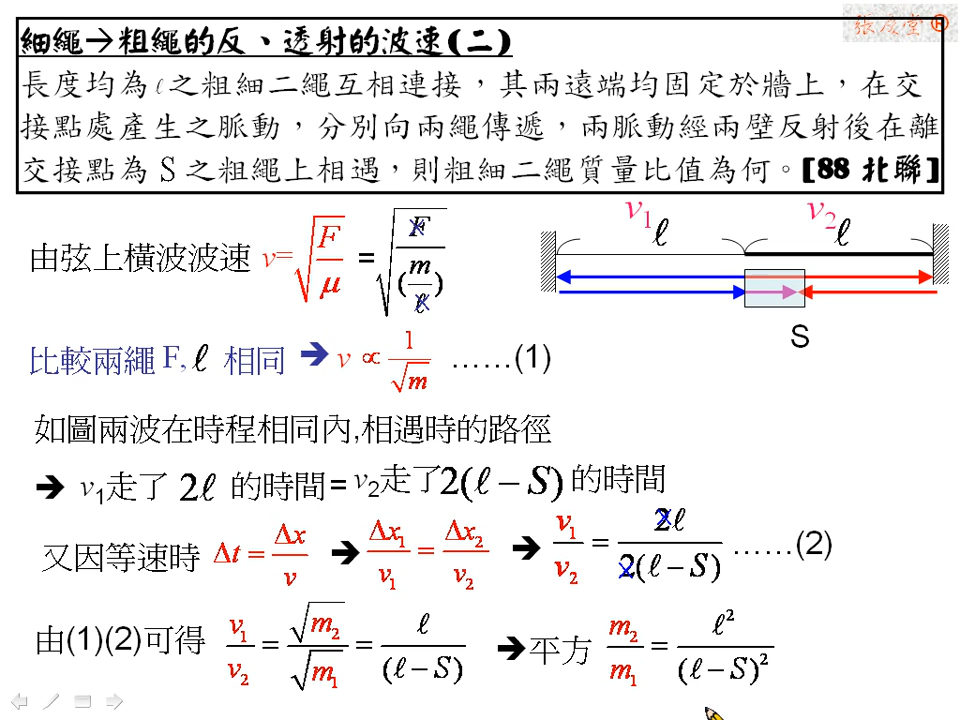 張慶堂®
細繩→粗繩的反、透射的波速(二)
長度均為ℓ之粗細二繩互相連接，其兩遠端均固定於牆上，在交
接點處產生之脈動，分別向兩繩傳遞，兩脈動經兩壁反射後在離
交接點為 S 之粗繩上相遇，則粗細二繩質量比值為何。[88 北聯]
v₁ v₂
ℓ ℓ
由弦上橫波波速 v=√(F/μ) = √(F/(m/ℓ))
S
比較兩繩 F, ℓ 相同 ➔ v ∝ 1/√m ……(1)
如圖兩波在時程相同內,相遇時的路徑
➔ v₁走了 2ℓ 的時間= v₂走了2(ℓ − S) 的時間
又因等速時 Δt = Δx/v ➔ Δx₁/v₁ = Δx₂/v₂ ➔ v₁/v₂ = 2ℓ/2(ℓ − S) ……(2)
由(1)(2)可得 v₁/v₂ = √m₂/√m₁ = ℓ/(ℓ − S) ➔平方 m₂/m₁ = ℓ²/(ℓ − S)²